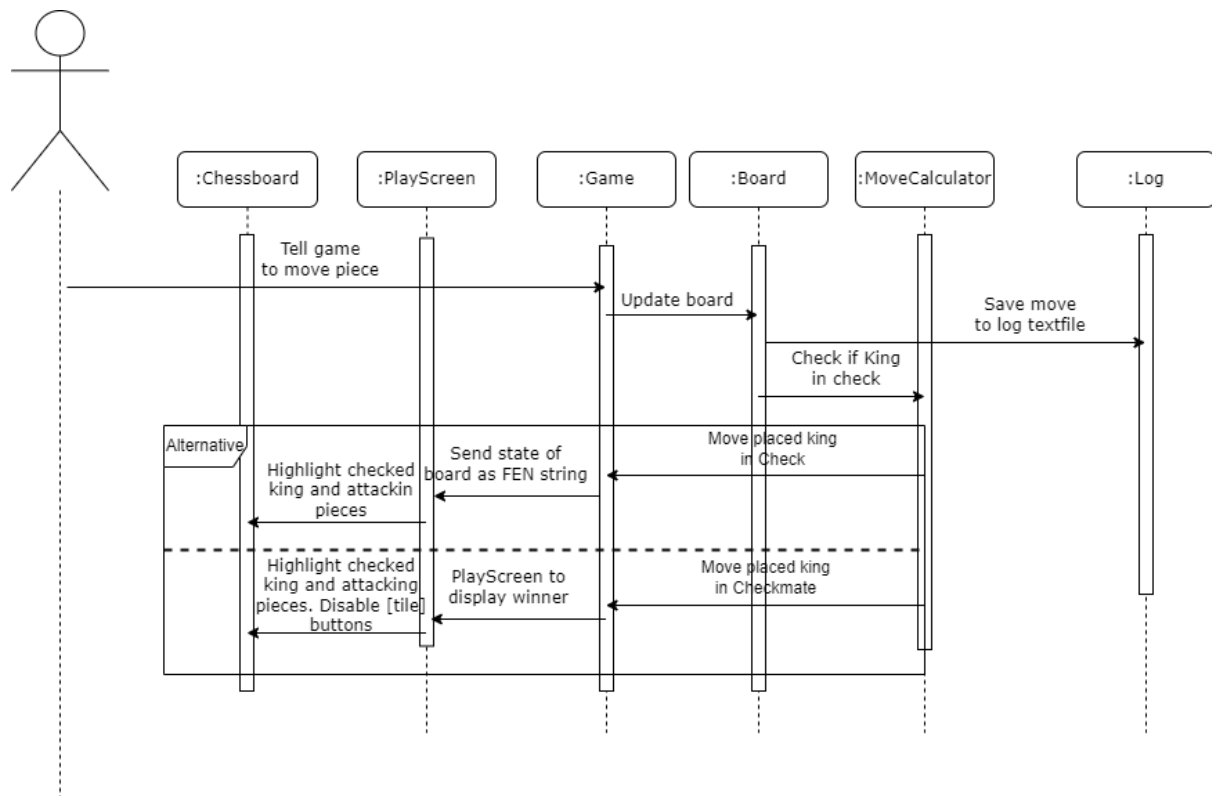 :Chessboard
:PlayScreen
:Game
:Board
:MoveCalculator
:Log
Tell game
to move piece
Update board
Save move
to log textfile
Check if King
in check
Alternative
Move placed king
in Check
Send state of
board as FEN string
Highlight checked
king and attackin
pieces
Move placed king
in Checkmate
PlayScreen to
display winner
Highlight checked
king and attacking
pieces. Disable [tile]
buttons